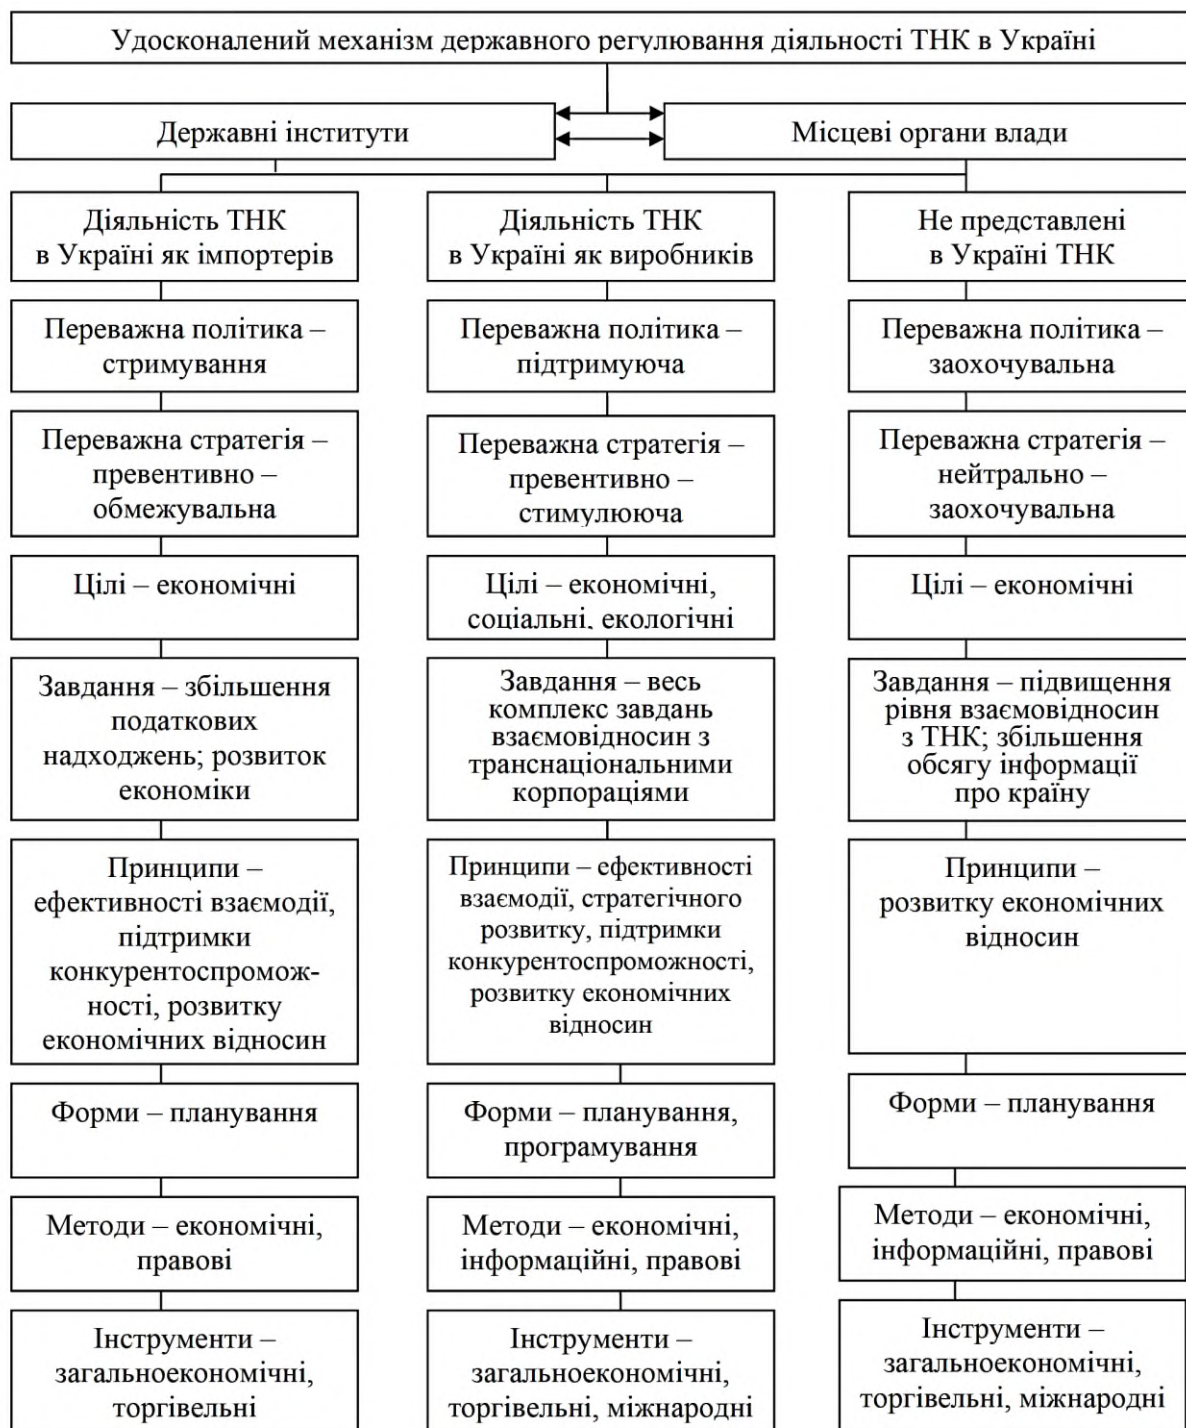 Удосконалений механізм державного регулювання діяльності ТНК в Україні
Державні інститути
Місцеві органи влади
Діяльність ТНК
в Україні як імпортерів
Діяльність ТНК
в Україні як виробників
Не представлені
в Україні ТНК
Переважна політика –
стримування
Переважна політика –
підтримуюча
Переважна політика –
заохочувальна
Переважна стратегія –
превентивно –
обмежувальна
Переважна стратегія –
превентивно –
стимулююча
Переважна стратегія –
нейтрально –
заохочувальна
Цілі – економічні
Цілі – економічні,
соціальні, екологічні
Цілі – економічні
Завдання – збільшення
податкових
надходжень; розвиток
економіки
Завдання – весь
комплекс завдань
взаємовідносин з
транснаціональними
корпораціями
Завдання – підвищення
рівня взаємовідносин
з ТНК; збільшення
обсягу інформації
про країну
Принципи –
ефективності взаємодії,
підтримки
конкурентоспромож-
ності, розвитку
економічних відносин
Принципи – ефективності
взаємодії, стратегічного
розвитку, підтримки
конкурентоспроможності,
розвитку економічних
відносин
Принципи –
розвитку економічних
відносин
Форми – планування
Форми – планування,
програмування
Форми – планування
Методи – економічні,
правові
Методи – економічні,
інформаційні, правові
Методи – економічні,
інформаційні, правові
Інструменти –
загальноекономічні,
торгівельні
Інструменти –
загальноекономічні,
торгівельні, міжнародні
Інструменти –
загальноекономічні,
торгівельні, міжнародні